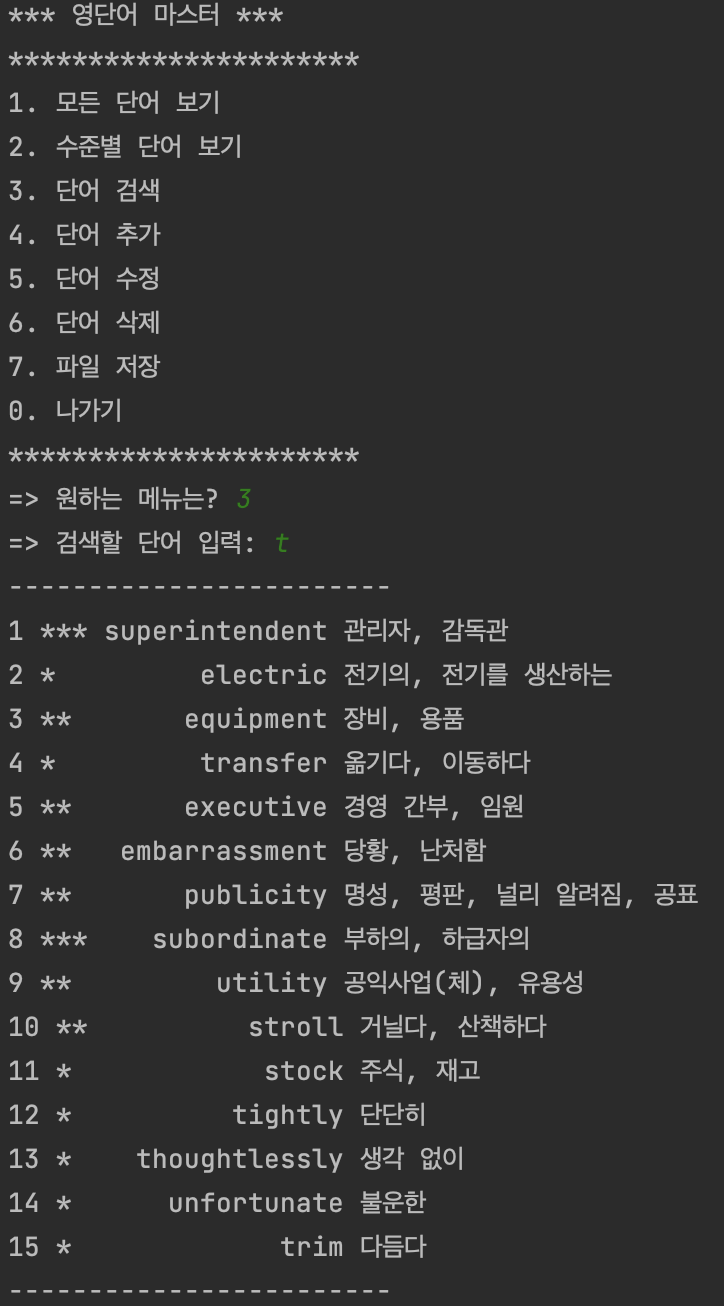 *** 영단어 마스터 ***
**********************
1. 모든 단어 보기
2. 수준별 단어 보기
3. 단어 검색
4. 단어 추가
5. 단어 수정
6. 단어 삭제
7. 파일 저장
0. 나가기
**********************
=> 원하는 메뉴는? 3
=> 검색할 단어 입력: t
------------------------
1 *** superintendent 관리자, 감독관
2 *         electric 전기의, 전기를 생산하는
3 **       equipment 장비, 용품
4 *         transfer 옮기다, 이동하다
5 **       executive 경영 간부, 임원
6 **   embarrassment 당황, 난처함
7 **       publicity 명성, 평판, 널리 알려짐, 공표
8 ***    subordinate 부하의, 하급자의
9 **         utility 공익사업(체), 유용성
10 **          stroll 거닐다, 산책하다
11 *            stock 주식, 재고
12 *          tightly 단단히
13 *    thoughtlessly 생각 없이
14 *      unfortunate 불운한
15 *             trim 다듬다
------------------------